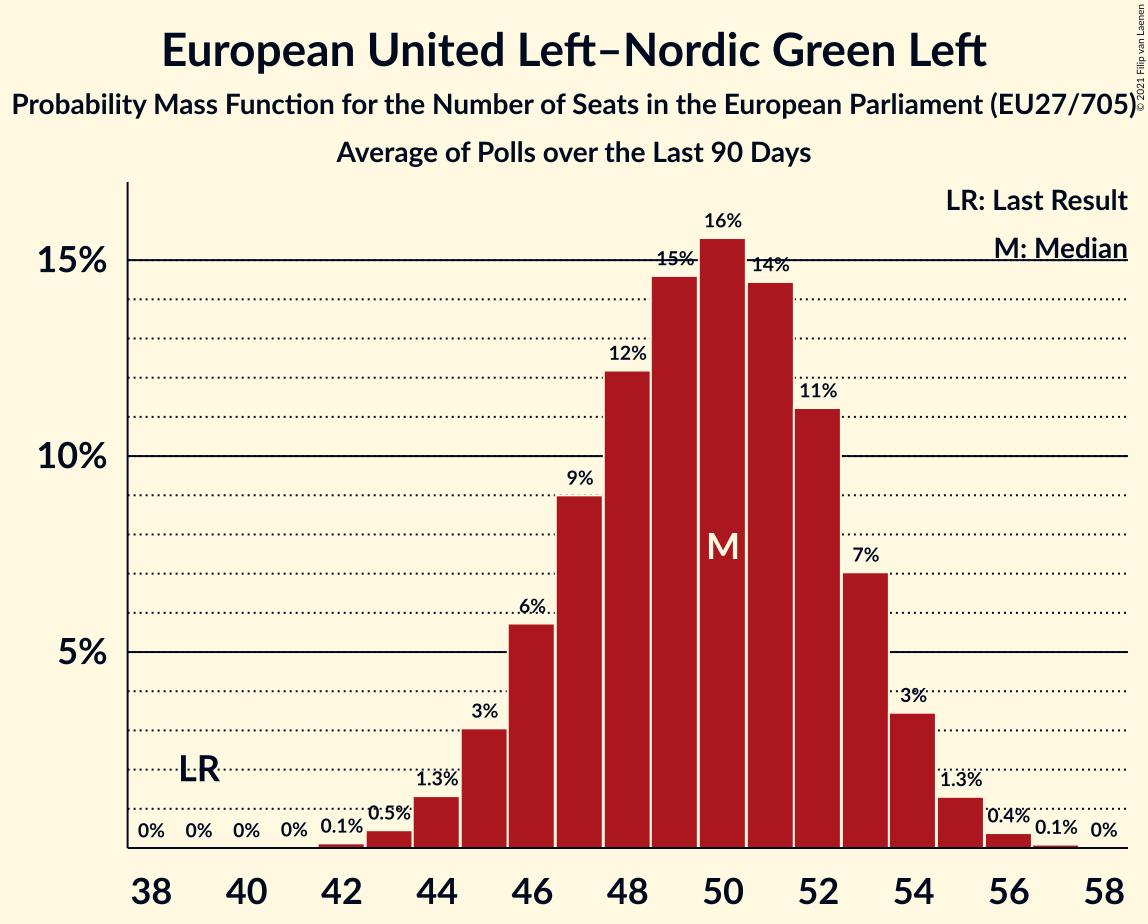 European United Left–Nordic Green Left
Probability Mass Function for the Number of Seats in the European Parliament (EU27/705)
Average of Polls over the Last 90 Days
© 2021 Filip van Laenen
LR: Last Result
M: Median
15%
10%
5%
0% 0% 0% 0% 0.1% 0.5% 1.3% 3% 6% 9% 12% 15% 16% 14% 11% 7% 3% 1.3% 0.4% 0.1% 0%
LR
M
38 40 42 44 46 48 50 52 54 56 58